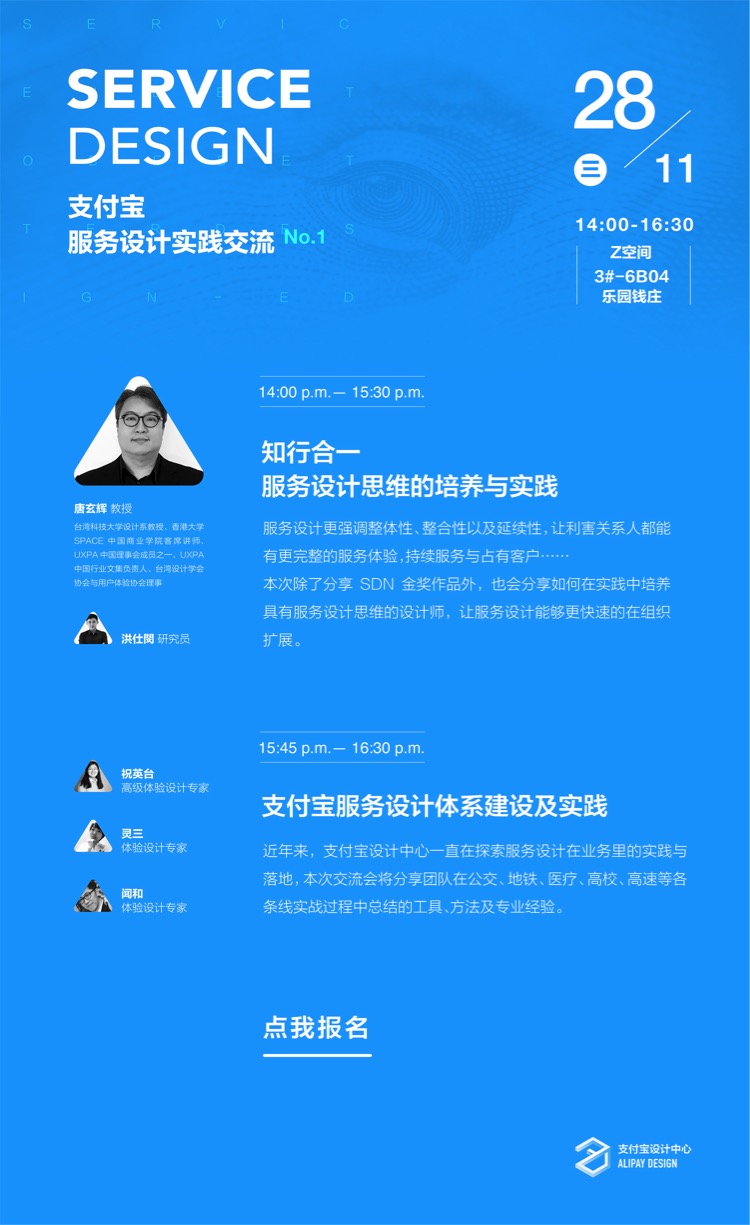 S E R V I C
E E E T T
O J E T T
T E R D E S
I G N – E D
SERVICE
DESIGN
支付宝
服务设计实践交流 No.1
28
三
11
14:00-16:30
Z空间
3#-6B04
乐园钱庄
14:00 p.m.— 15:30 p.m.
知行合一
服务设计思维的培养与实践
服务设计更强调整体性、整合性以及延续性,让利害关系人都能
有更完整的服务体验,持续服务与占有客户……
本次除了分享 SDN 金奖作品外，也会分享如何在实践中培养
具有服务设计思维的设计师，让服务设计能够更快速的在组织
扩展。
唐玄辉 教授
台湾科技大学设计系教授、香港大学
SPACE 中国商业学院客席讲师、
UXPA 中国理事会成员之一、UXPA
中国行业文集负责人、台湾设计学会
协会与用户体验协会理事
洪仕閔 研究员
15:45 p.m.— 16:30 p.m.
支付宝服务设计体系建设及实践
近年来，支付宝设计中心一直在探索服务设计在业务里的实践与
落地,本次交流会将分享团队在公交、地铁、医疗、高校、高速等各
条线实战过程中总结的工具、方法及专业经验。
祝英台
高级体验设计专家
灵三
体验设计专家
闻和
体验设计专家
点我报名
支付宝设计中心
ALIPAY DESIGN